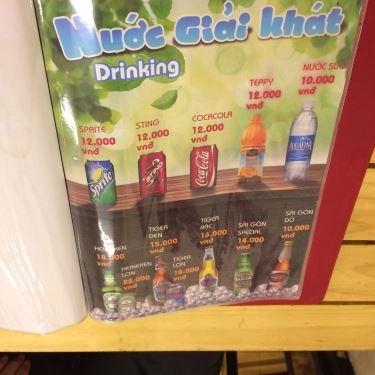 Nước Giải Khát
Drinking
SPRITE
12.000
vnđ
STING
12.000
vnđ
COCACOLA
12.000
vnđ
TEPPY
12.000
vnđ
NƯỚC SUỐI
10.000
vnđ
Sprite
Coca-Cola
AQUAFINA
HEINEKEN
18.000
vnđ
HEINEKEN
LON
22.000
vnđ
TIGER
ĐEN
15.000
vnđ
TIGER
LON
16.000
vnđ
TIGER
BẠC
16.000
vnđ
SÀI GÒN
SPECIAL
14.000
vnđ
SÀI GÒN
ĐỎ
10.000
vnđ